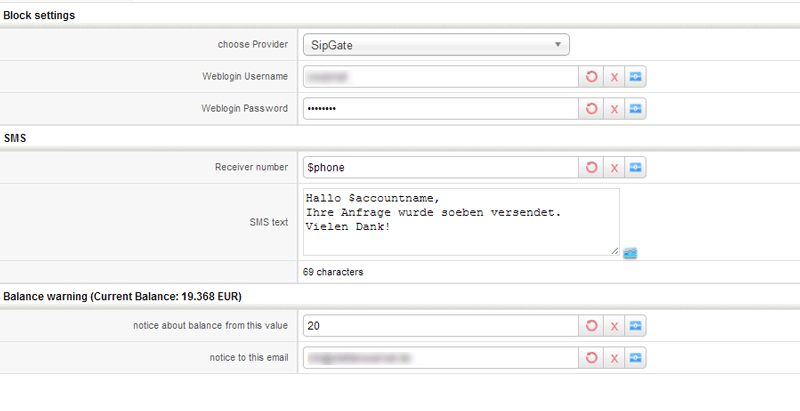 Block settings
choose Provider SipGate
Weblogin Username
Weblogin Password ••••••••
SMS
Receiver number $phone
SMS text
Hallo $accountname,
Ihre Anfrage wurde soeben versendet.
Vielen Dank!
69 characters
Balance warning (Current Balance: 19.368 EUR)
notice about balance from this value 20
notice to this email